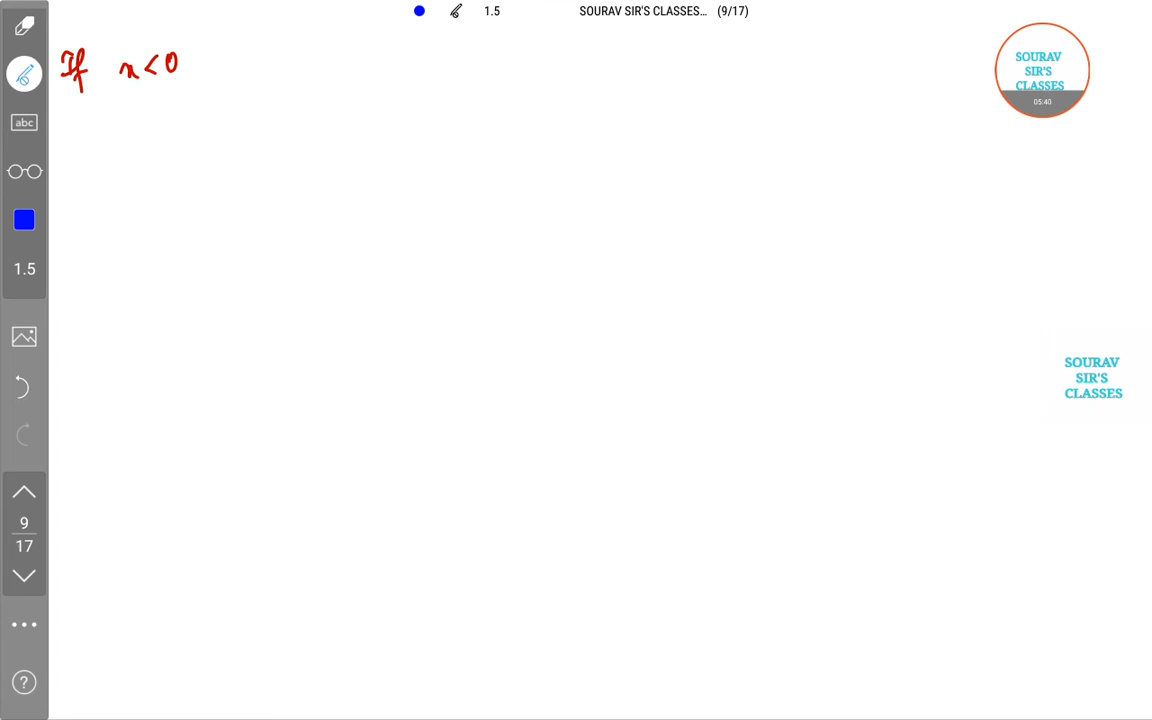 1.5 SOURAV SIR'S CLASSES... (9/17)
If x<0
SOURAV
SIR'S
CLASSES
05:40
abc
1.5
SOURAV
SIR'S
CLASSES
9
17
?